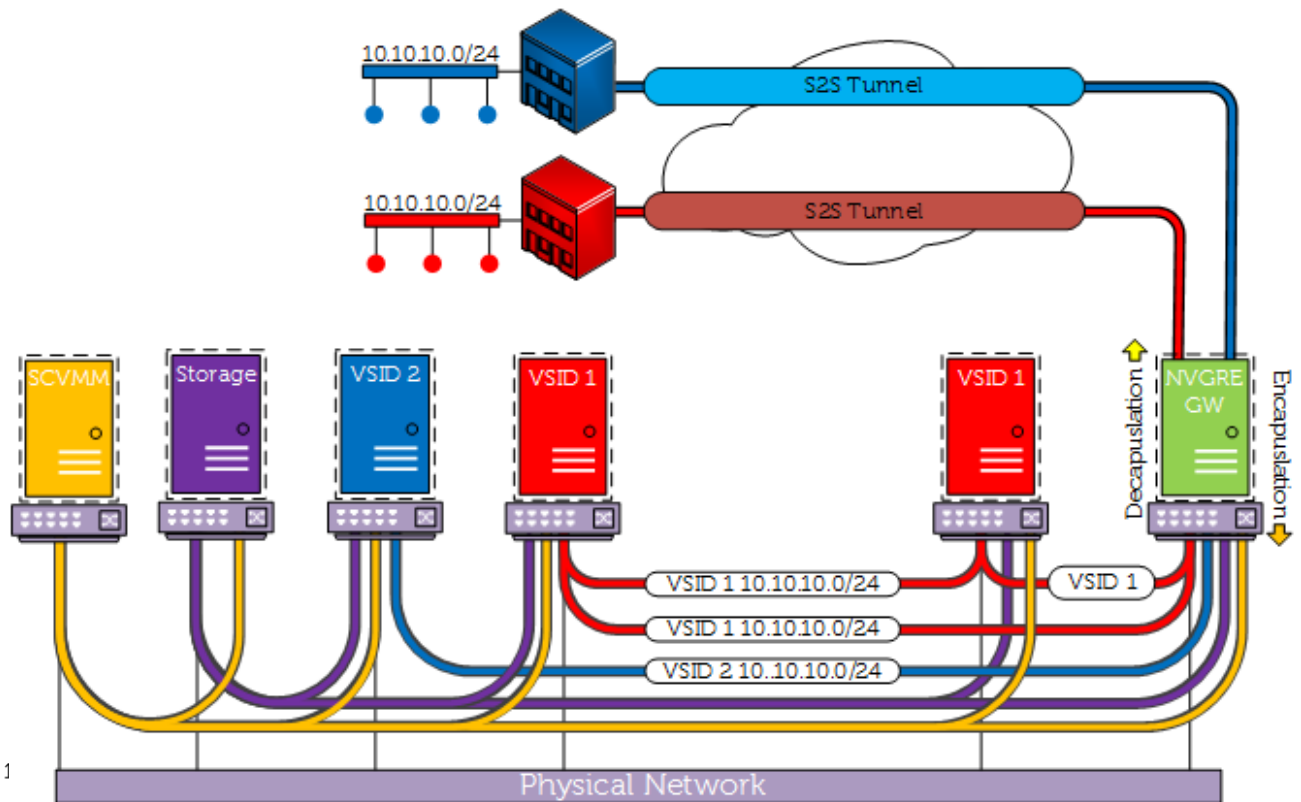 10.10.10.0/24
S2S Tunnel
10.10.10.0/24
S2S Tunnel
SCVMM
Storage
VSID 2
VSID 1
VSID 1
NVGRE
GW
Decapuslation
Encapuslation
VSID 1 10.10.10.0/24
VSID 1
VSID 1 10.10.10.0/24
VSID 2 10..10.10.0/24
1
Physical Network